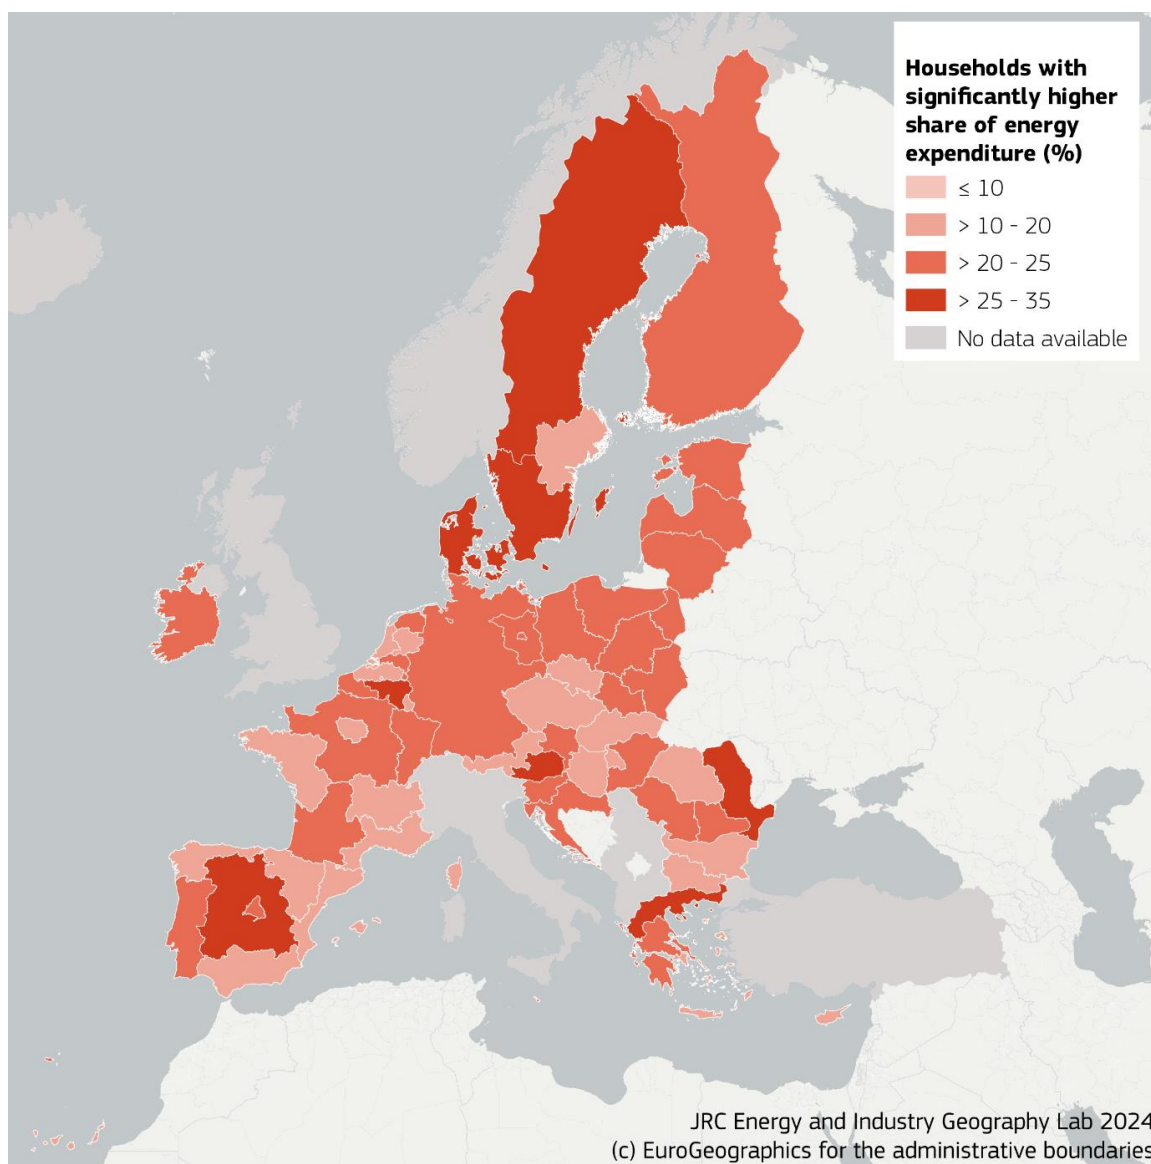 Households with
significantly higher
share of energy
expenditure (%)
≤ 10
> 10 - 20
> 20 - 25
> 25 - 35
No data available
JRC Energy and Industry Geography Lab 2024
(c) EuroGeographics for the administrative boundaries